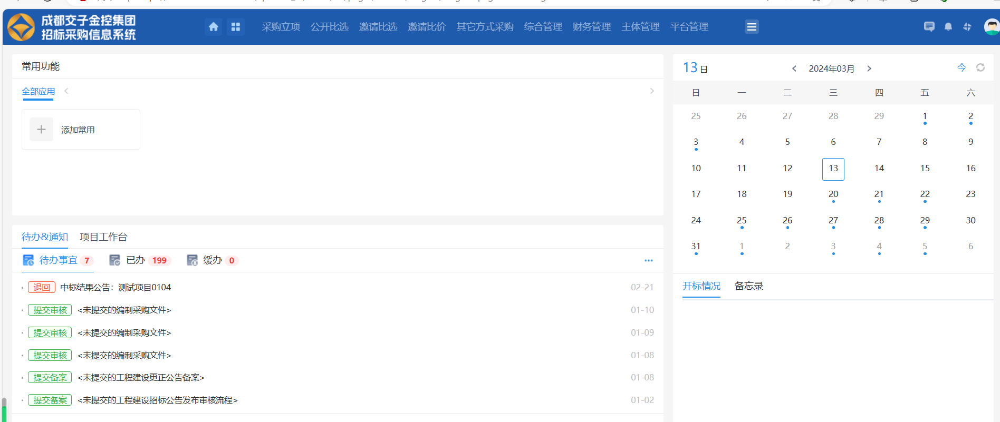 成都交子金控集团
招标采购信息系统
采购立项 公开比选 邀请比选 邀请比价 其它方式采购 综合管理 财务管理 主体管理 平台管理
常用功能
全部应用
添加常用
待办&通知 项目工作台
待办事宜 7 已办 199 缓办 0
退回 中标结果公告：测试项目0104 02-21
提交审核 <未提交的编制采购文件> 01-10
提交审核 <未提交的编制采购文件> 01-09
提交审核 <未提交的编制采购文件> 01-08
提交备案 <未提交的工程建设更正公告备案> 01-08
提交备案 <未提交的工程建设招标公告发布审核流程> 01-02
13 日 2024年03月 今
日 一 二 三 四 五 六
25 26 27 28 29 1 2
3 4 5 6 7 8 9
10 11 12 13 14 15 16
17 18 19 20 21 22 23
24 25 26 27 28 29 30
31 1 2 3 4 5 6
开标情况 备忘录